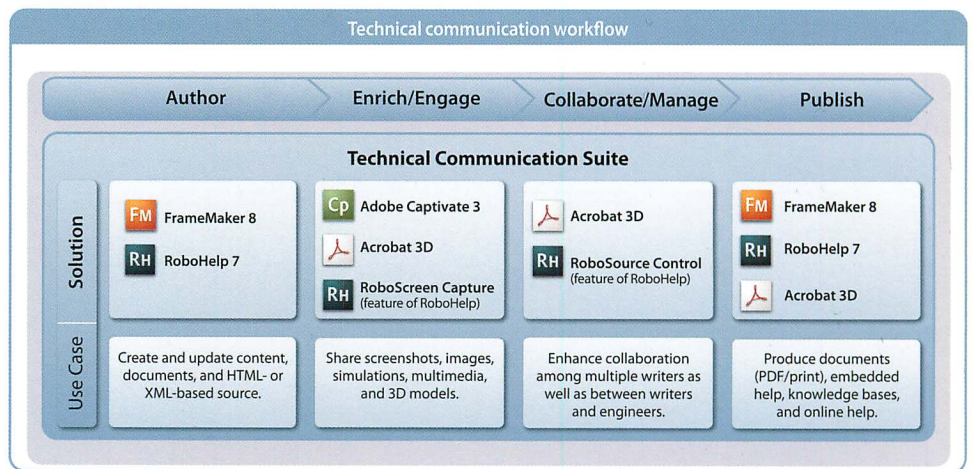 Technical communication workflow
Author
Enrich/Engage
Collaborate/Manage
Publish
Technical Communication Suite
Solution
FM FrameMaker 8
RH RoboHelp 7
Cp Adobe Captivate 3
Acrobat 3D
RH RoboScreen Capture
(feature of RoboHelp)
Acrobat 3D
RH RoboSource Control
(feature of RoboHelp)
FM FrameMaker 8
RH RoboHelp 7
Acrobat 3D
Use Case
Create and update content,
documents, and HTML- or
XML-based source.
Share screenshots, images,
simulations, multimedia,
and 3D models.
Enhance collaboration
among multiple writers as
well as between writers
and engineers.
Produce documents
(PDF/print), embedded
help, knowledge bases,
and online help.